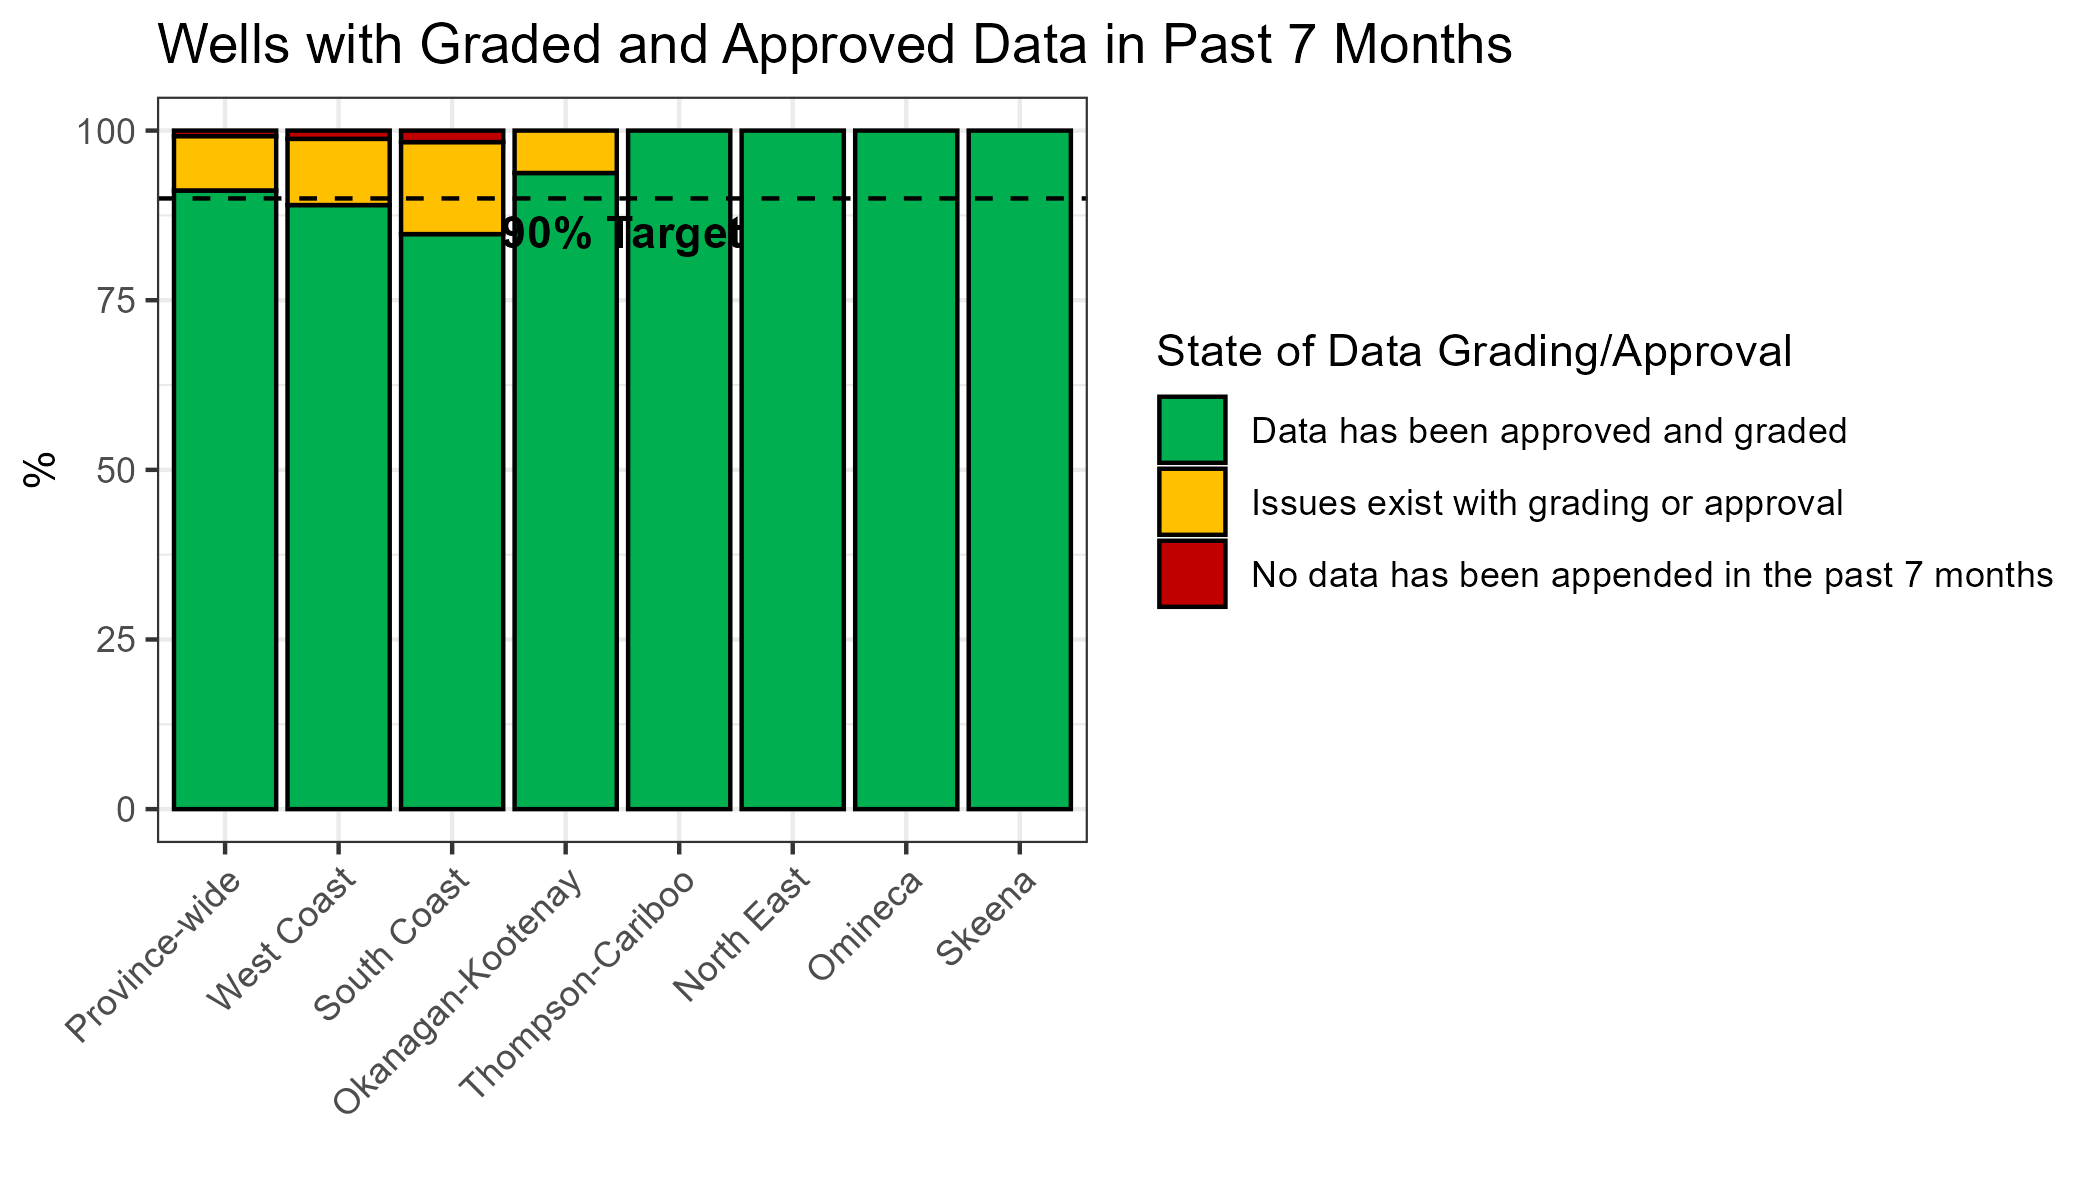 Wells with Graded and Approved Data in Past 7 Months
%
100
75
50
25
0
90% Target
Province-wide
West Coast
South Coast
Okanagan-Kootenay
Thompson-Cariboo
North East
Omineca
Skeena
State of Data Grading/Approval
Data has been approved and graded
Issues exist with grading or approval
No data has been appended in the past 7 months